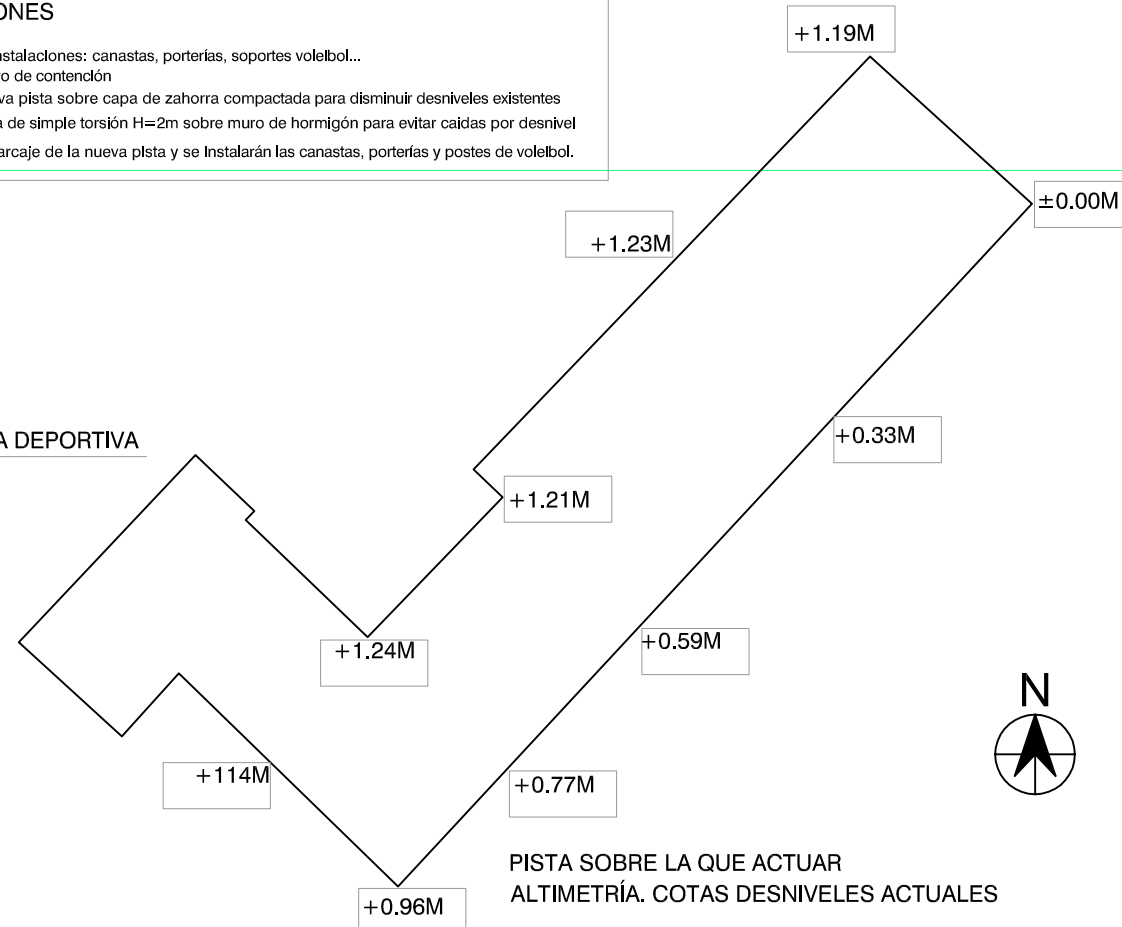 ONES
nstalaciones: canastas, porterías, soportes voleibol...
o de contención
va pista sobre capa de zahorra compactada para disminuir desniveles existentes
a de simple torsión H=2m sobre muro de hormigón para evitar caidas por desnivel
arcaje de la nueva pista y se instalarán las canastas, porterías y postes de voleibol.
+1.19M
±0.00M
+1.23M
+0.33M
A DEPORTIVA
+1.21M
+0.59M
+1.24M
N
+114M
+0.77M
PISTA SOBRE LA QUE ACTUAR
ALTIMETRÍA. COTAS DESNIVELES ACTUALES
+0.96M